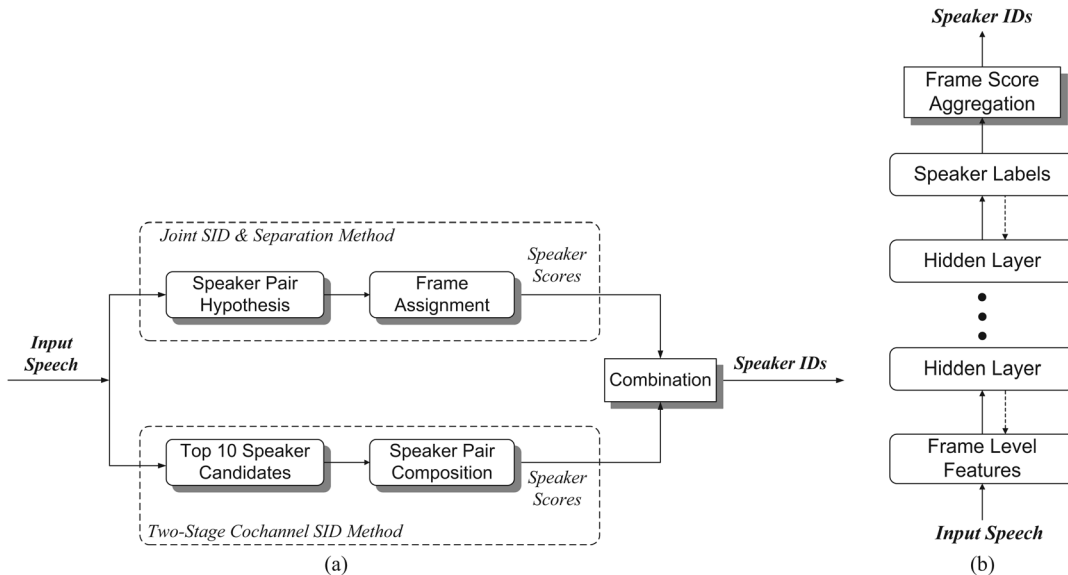 Joint SID & Separation Method
Speaker Pair
Hypothesis
Frame
Assignment
Speaker
Scores
Input
Speech
Combination
Speaker IDs
Top 10 Speaker
Candidates
Speaker Pair
Composition
Speaker
Scores
Two-Stage Cochannel SID Method
(a)
Speaker IDs
Frame Score
Aggregation
Speaker Labels
Hidden Layer
Hidden Layer
Frame Level
Features
Input Speech
(b)